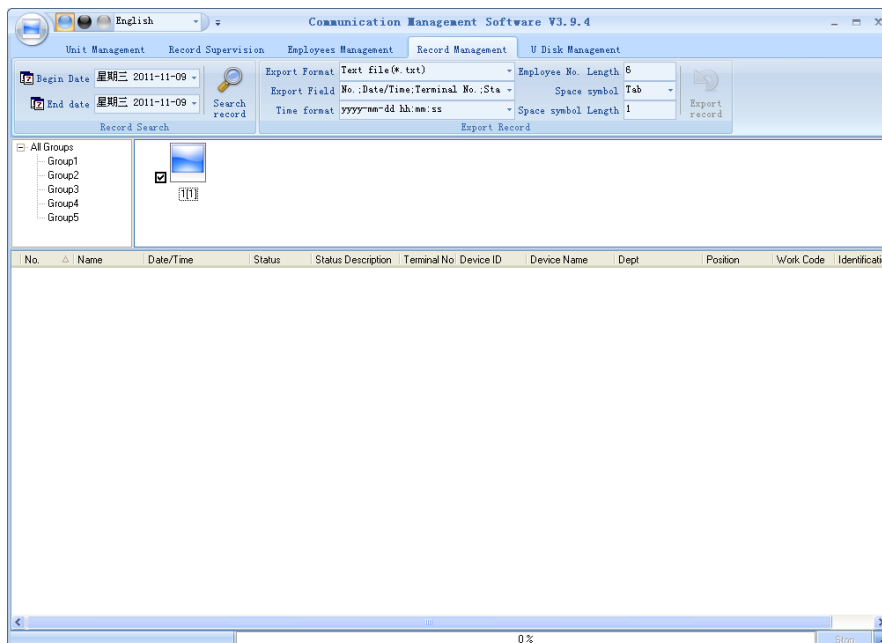 English
Communication Management Software V3.9.4
Unit Management Record Supervision Employees Management Record Management U Disk Management
Begin Date 星期三 2011-11-09
End date 星期三 2011-11-09
Search record
Record Search
Export Format Text file(*.txt) Employee No. Length 6
Export Field No.;Date/Time;Terminal No.;Sta Space symbol Tab
Time format yyyy-mm-dd hh:mm:ss Space symbol Length 1
Export record
Export Record
All Groups
Group1
Group2
Group3
Group4
Group5
1[1]
No. Name Date/Time Status Status Description Terminal No Device ID Device Name Dept Position Work Code Identificati
0 % Stop